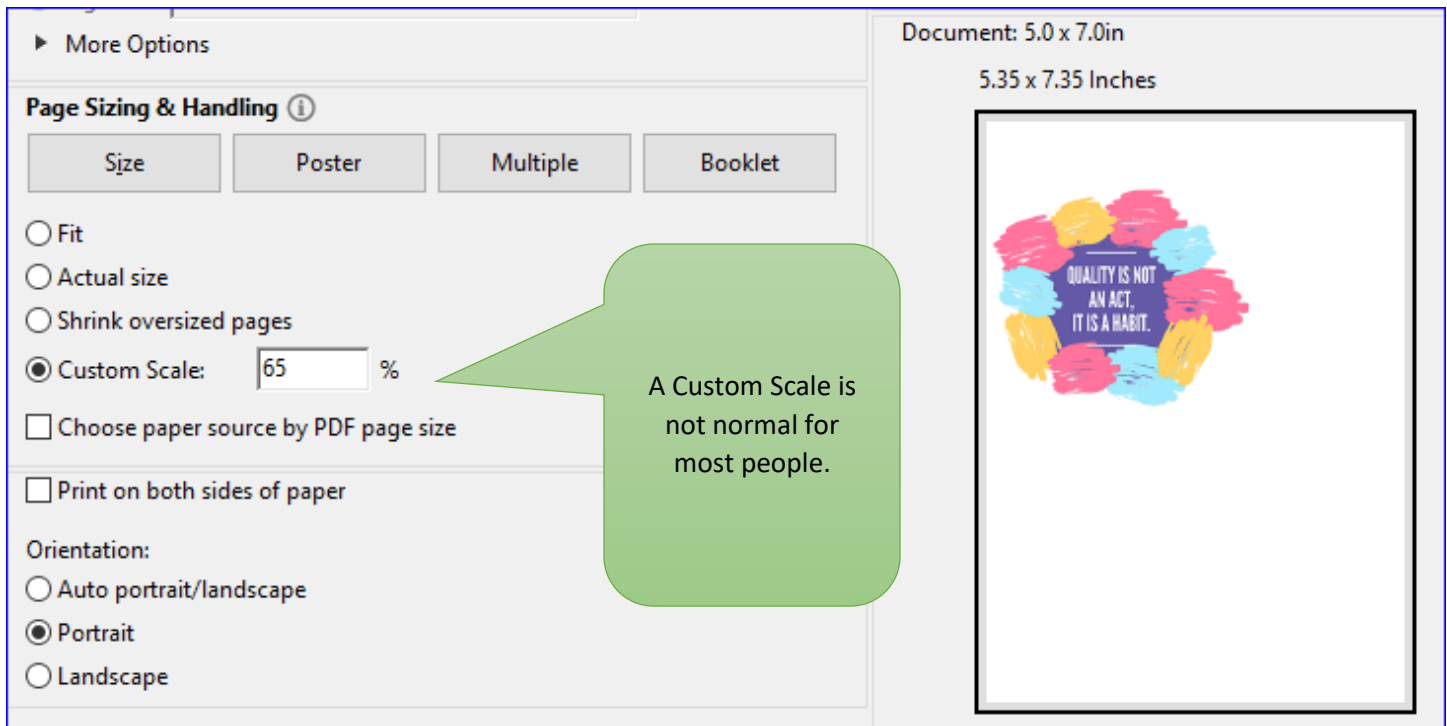 More Options
Page Sizing & Handling
Size Poster Multiple Booklet
Fit
Actual size
Shrink oversized pages
Custom Scale: 65 %
Choose paper source by PDF page size
Print on both sides of paper
Orientation:
Auto portrait/landscape
Portrait
Landscape
A Custom Scale is
not normal for
most people.
Document: 5.0 x 7.0in
5.35 x 7.35 Inches
QUALITY IS NOT
AN ACT,
IT IS A HABIT.